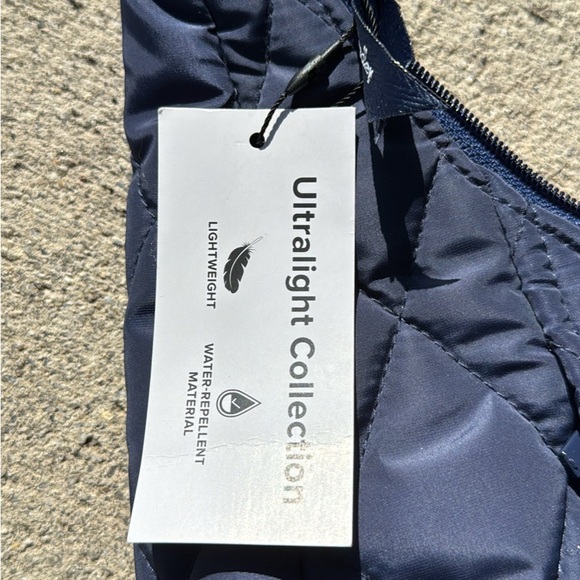 Ultralight Collection
LIGHTWEIGHT
WATER-REPELLENT
MATERIAL